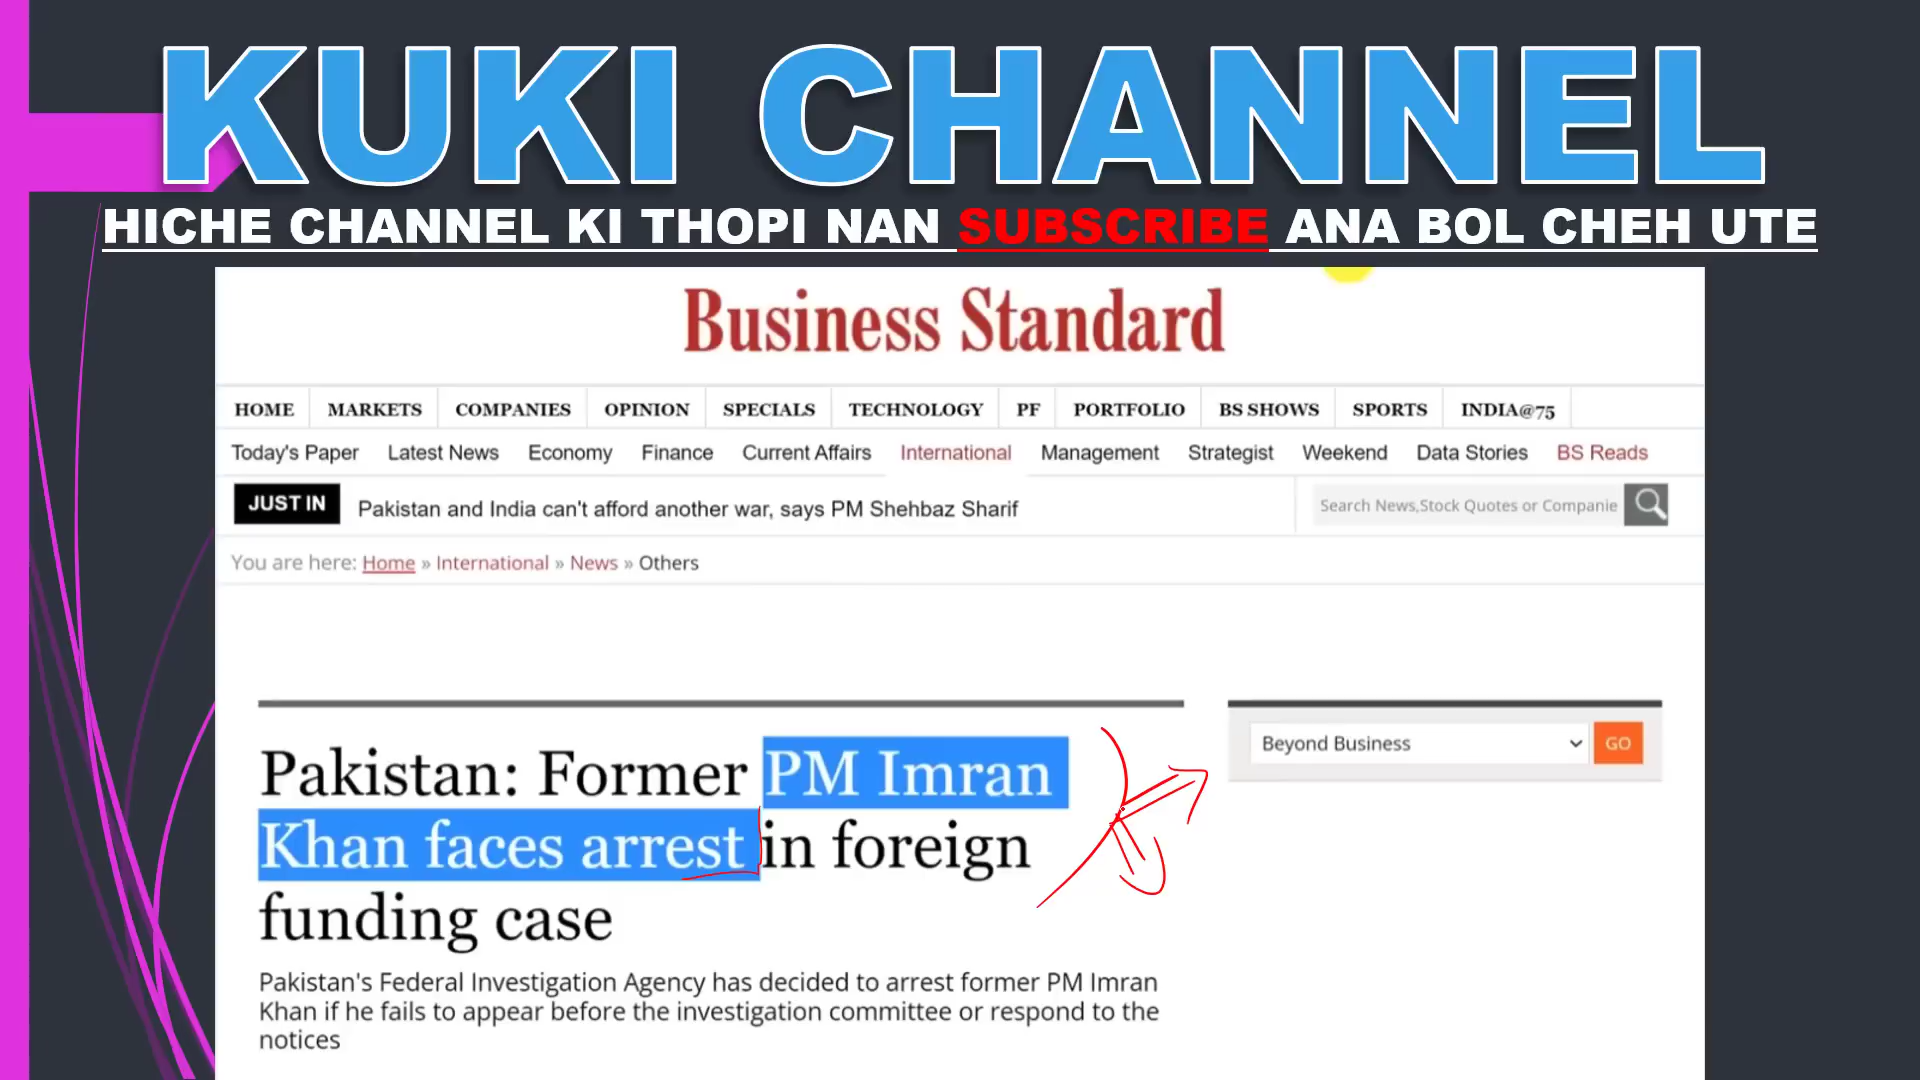 KUKI CHANNEL
HICHE CHANNEL KI THOPI NAN SUBSCRIBE ANA BOL CHEH UTE
Business Standard
HOME MARKETS COMPANIES OPINION SPECIALS TECHNOLOGY PF PORTFOLIO BS SHOWS SPORTS INDIA@75
Today's Paper Latest News Economy Finance Current Affairs International Management Strategist Weekend Data Stories BS Reads
JUST IN Pakistan and India can't afford another war, says PM Shehbaz Sharif Search News,Stock Quotes or Companie
You are here: Home » International » News » Others
Beyond Business GO
Pakistan: Former PM Imran
Khan faces arrest in foreign
funding case
Pakistan's Federal Investigation Agency has decided to arrest former PM Imran
Khan if he fails to appear before the investigation committee or respond to the
notices